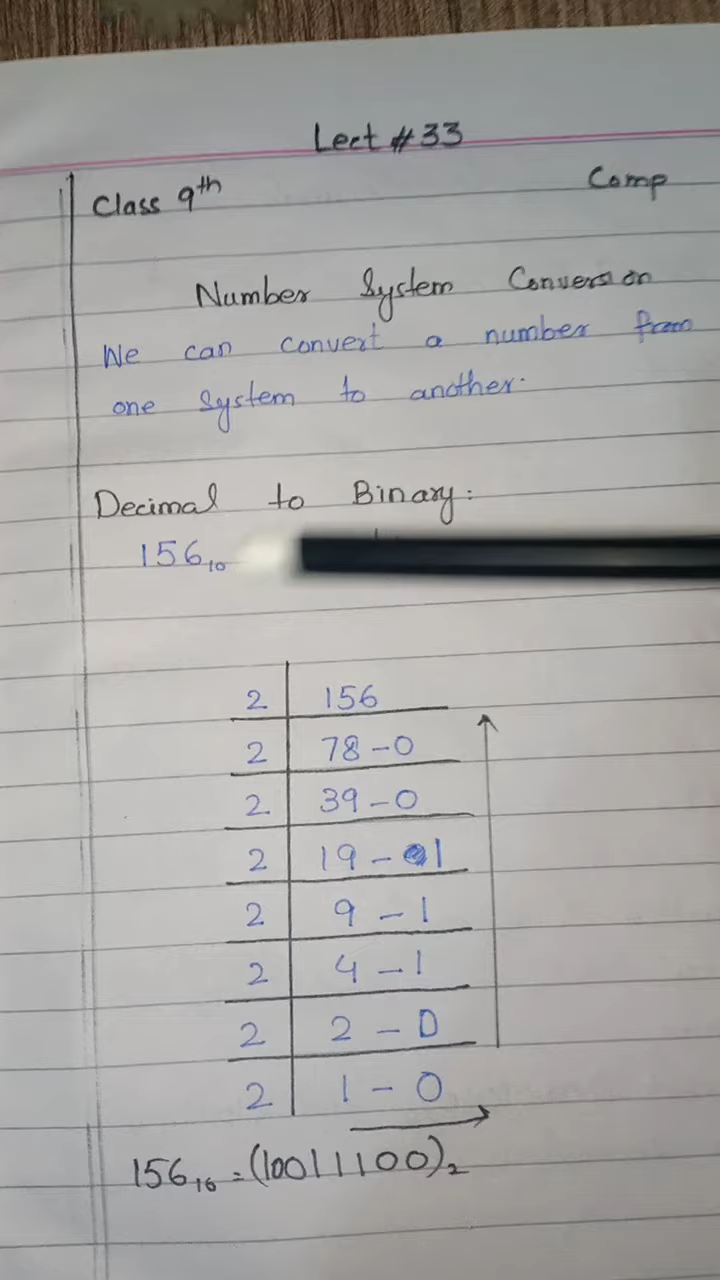 Lect #33
Class 9th Comp
Number System Conversion
We can convert a number from
one System to another.
Decimal to Binary:
156₁₀
2 156
2 78-0
2 39-0
2 19-1
2 9-1
2 4-1
2 2-0
2 1-0
156₁₆=(10011100)₂